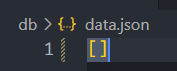 db > {..} data.json
1 []